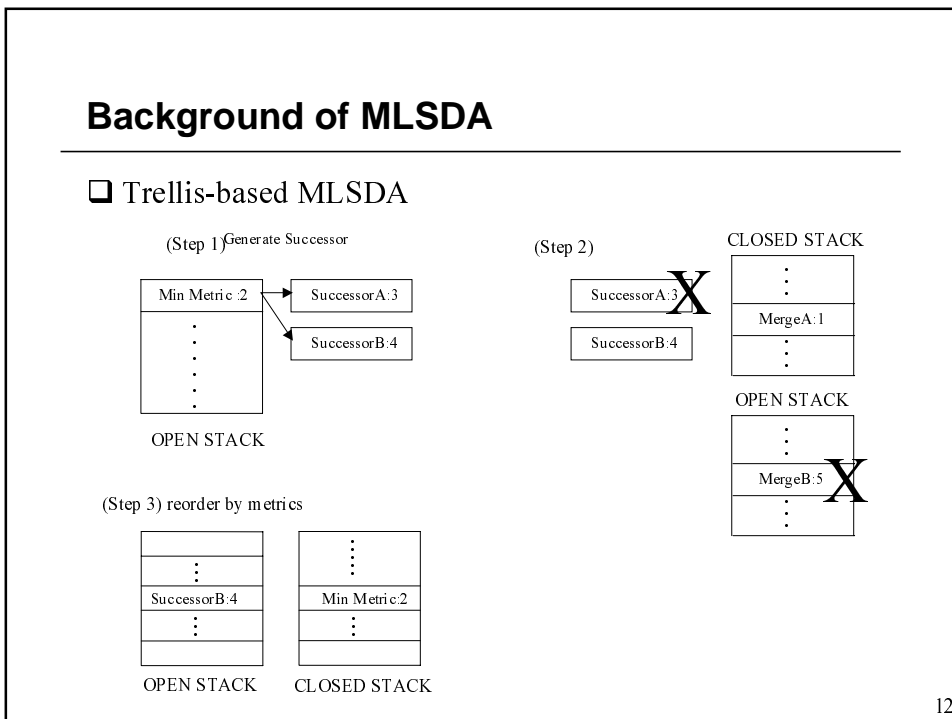 Background of MLSDA
❑ Trellis-based MLSDA
(Step 1) Generate Successor
Min Metric :2
SuccessorA:3
SuccessorB:4
OPEN STACK
(Step 2)
SuccessorA:3
X
SuccessorB:4
CLOSED STACK
MergeA:1
OPEN STACK
MergeB:5
X
(Step 3) reorder by metrics
SuccessorB:4
OPEN STACK
Min Metric:2
CLOSED STACK
12